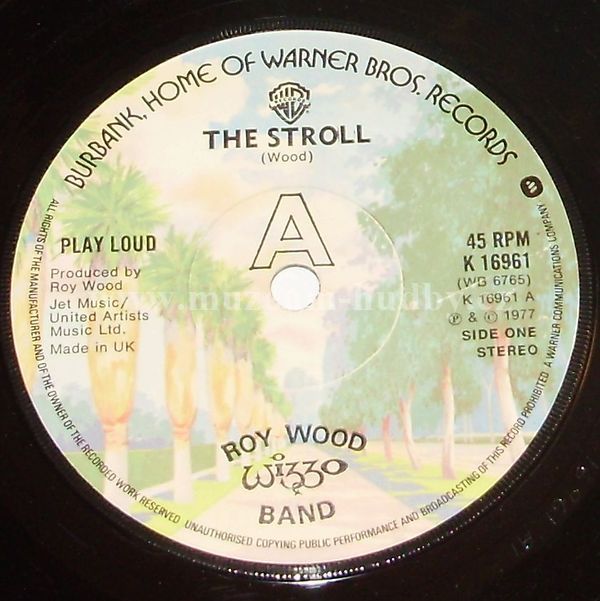 BURBANK, HOME OF WARNER BROS. RECORDS
RECORDS
THE STROLL
(Wood)
A
PLAY LOUD
Produced by
Roy Wood
Jet Music/
United Artists
Music Ltd.
Made in UK
45 RPM
K 16961
(WB 6765)
K 16961 A
℗ & © 1977
SIDE ONE
STEREO
ROY WOOD
Wizzo
BAND
ALL RIGHTS OF THE MANUFACTURER AND OF THE OWNER OF THE RECORDED WORK RESERVED UNAUTHORISED COPYING PUBLIC PERFORMANCE AND BROADCASTING OF THIS RECORD PROHIBITED A WARNER COMMUNICATIONS COMPANY